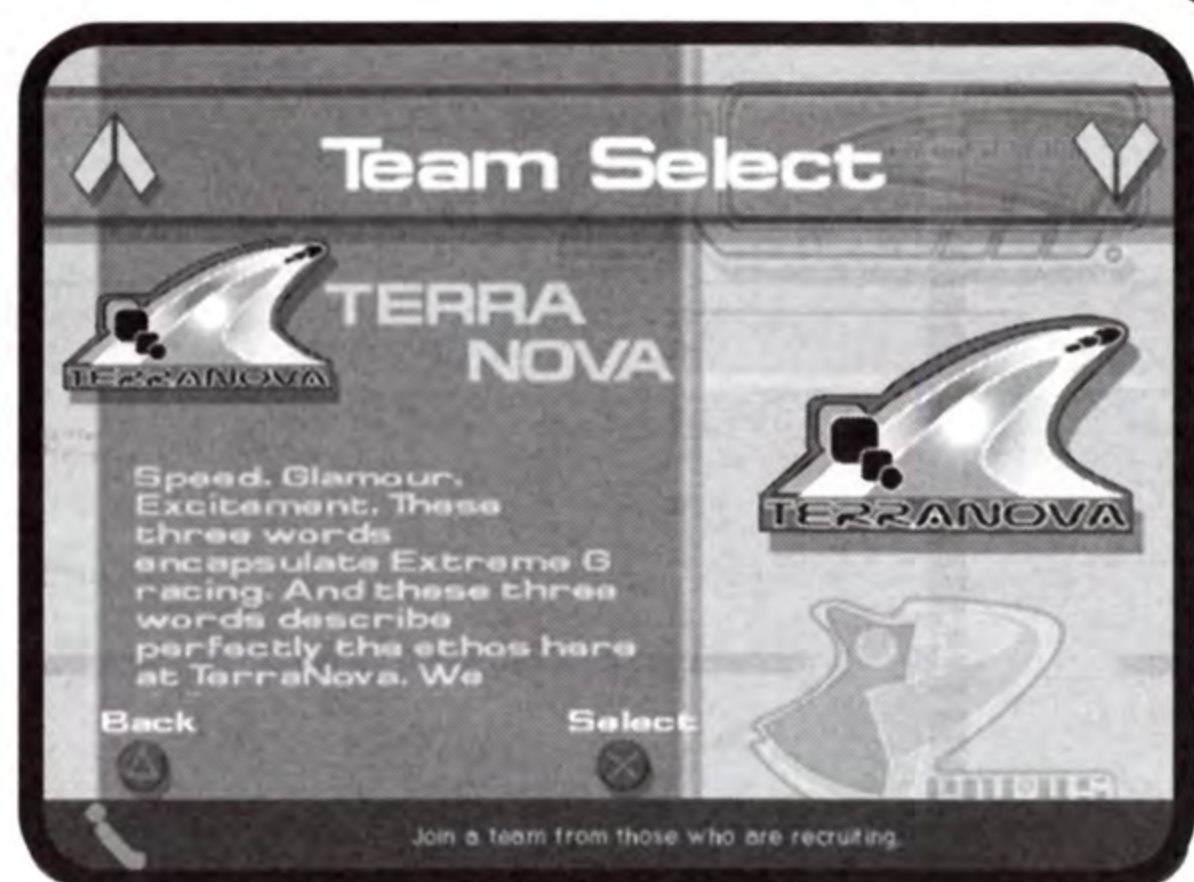 Team Select
TERRANOVA
TERRA
NOVA
TERRANOVA
Speed. Glamour.
Excitement. These
three words
encapsulate Extreme G
racing. And these three
words describe
perfectly the ethos here
at TerraNova. We
Back
Select
Join a team from those who are recruiting.